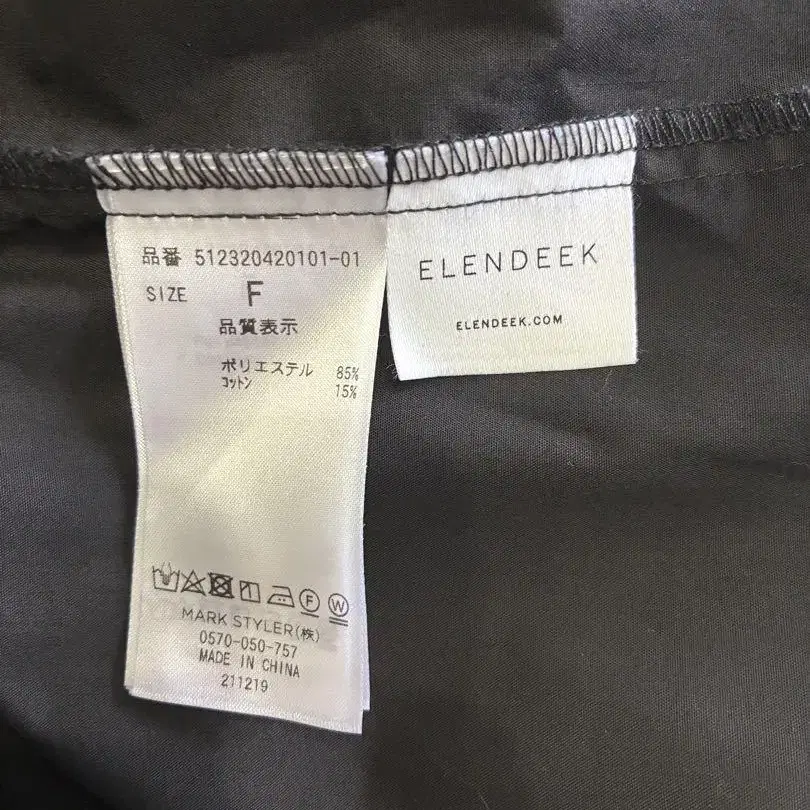 品番 512320420101-01
SIZE F
品質表示
ポリエステル 85%
コットン 15%
MARK STYLER(株)
0570-050-757
MADE IN CHINA
211219
ELENDEEK
ELENDEEK.COM